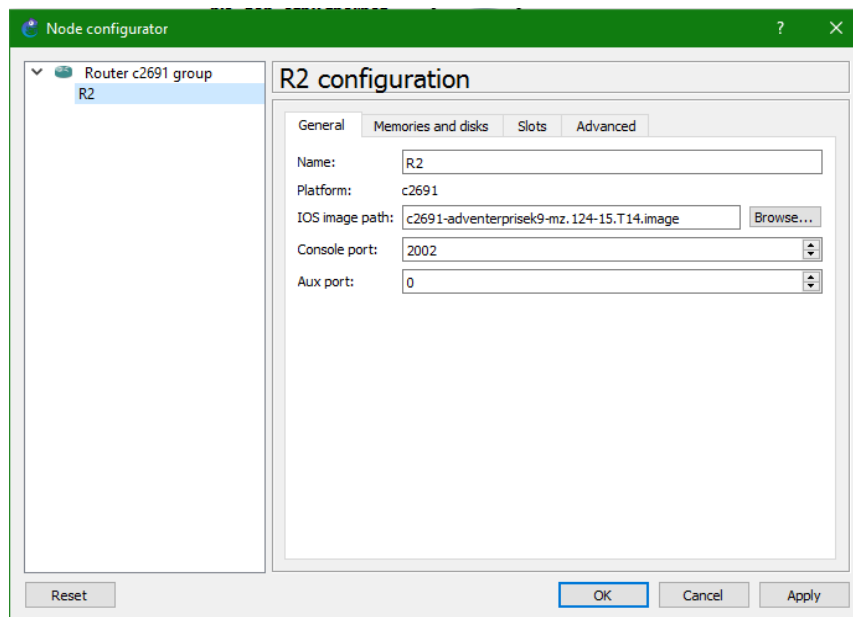 Node configurator
?
Router c2691 group
R2
R2 configuration
General Memories and disks Slots Advanced
Name: R2
Platform: c2691
IOS image path: c2691-adventerprisek9-mz.124-15.T14.image Browse...
Console port: 2002
Aux port: 0
Reset OK Cancel Apply